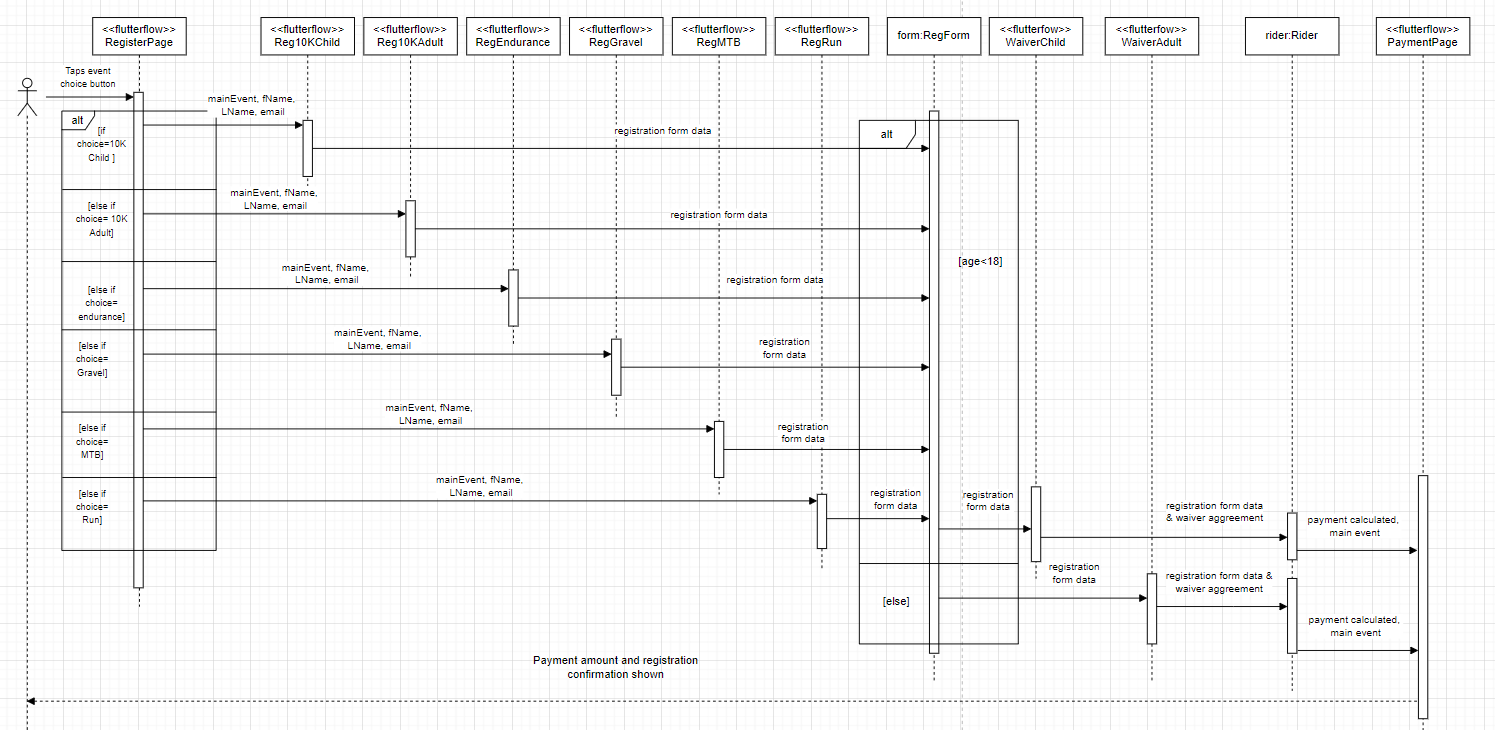 <<flutterflow>>
RegisterPage
<<flutterflow>>
Reg10KChild
<<flutterflow>>
Reg10KAdult
<<flutterflow>>
RegEndurance
<<flutterflow>>
RegGravel
<<flutterflow>>
RegMTB
<<flutterflow>>
RegRun
form:RegForm
<<flutterflow>>
WaiverChild
<<flutterflow>>
WaiverAdult
rider:Rider
<<flutterflow>>
PaymentPage
Taps event
choice button
mainEvent, fName,
LName, email
alt
[if
choice=10K
Child ]
registration form data
alt
[else if
choice= 10K
Adult]
mainEvent, fName,
LName, email
registration form data
[age<18]
[else if
choice=
endurance]
mainEvent, fName,
LName, email
registration form data
[else if
choice=
Gravel]
mainEvent, fName,
LName, email
registration
form data
[else if
choice=
MTB]
mainEvent, fName,
LName, email
registration
form data
[else if
choice=
Run]
mainEvent, fName,
LName, email
registration
form data
registration
form data
registration form data
& waiver aggreement
payment calculated,
main event
[else]
registration
form data
registration form data &
waiver aggreement
payment calculated,
main event
Payment amount and registration
confirmation shown